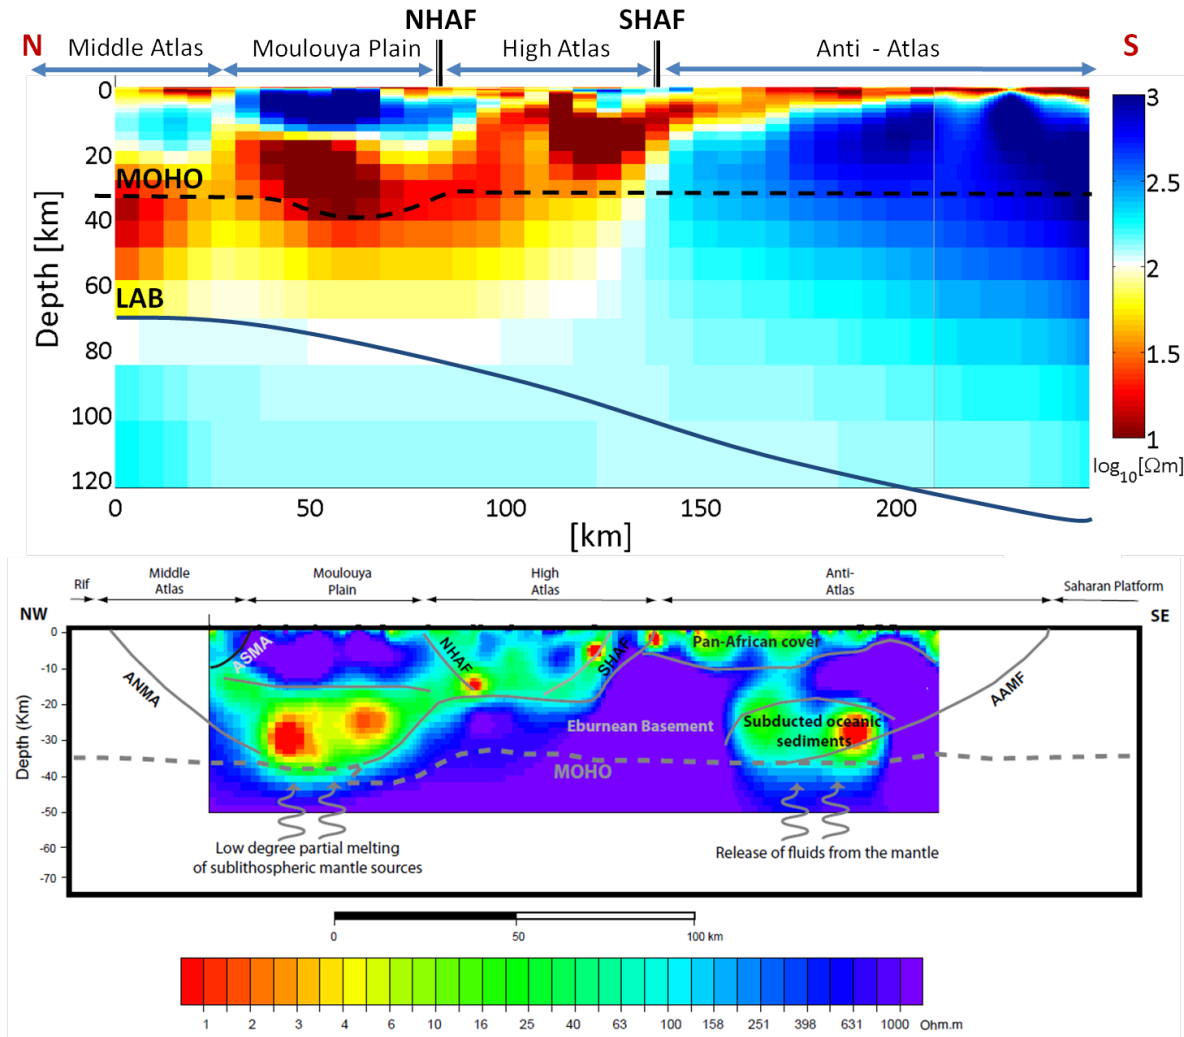 NHAF SHAF
N Middle Atlas Moulouya Plain High Atlas Anti - Atlas S
0
20
40
60
80
100
120
Depth [km]
MOHO
LAB
0 50 100 150 200
[km]
3
2.5
2
1.5
1
log10[Ωm]
Rif Middle Atlas Moulouya Plain High Atlas Anti-Atlas Saharan Platform
NW SE
0
-10
-20
-30
-40
-50
-60
-70
Depth (Km)
ANMA
ASMA
NHAF
SHAF
Pan-African cover
AAMF
Eburnean Basement
Subducted oceanic
sediments
MOHO
Low degree partial melting
of sublithospheric mantle sources
Release of fluids from the mantle
0 50 100 km
1 2 3 4 6 10 16 25 40 63 100 158 251 398 631 1000 Ohm.m